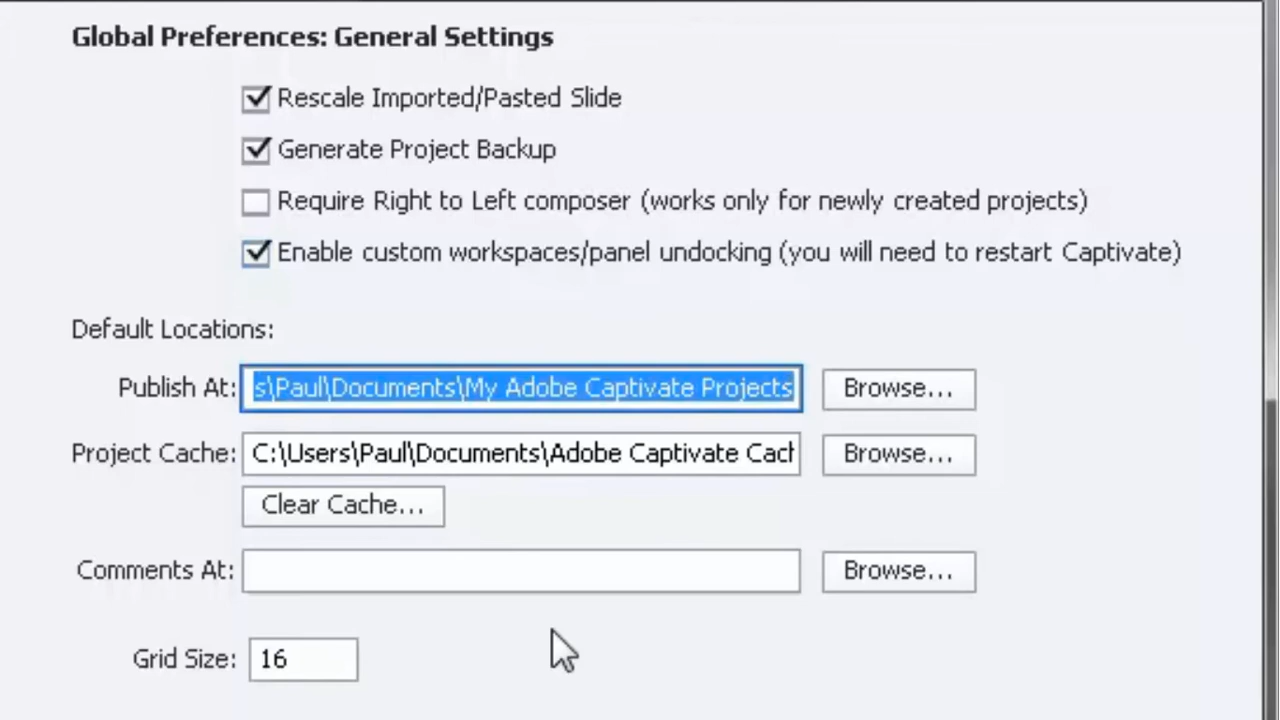 Global Preferences: General Settings
Rescale Imported/Pasted Slide
Generate Project Backup
Require Right to Left composer (works only for newly created projects)
Enable custom workspaces/panel undocking (you will need to restart Captivate)
Default Locations:
Publish At: s\Paul\Documents\My Adobe Captivate Projects Browse...
Project Cache: C:\Users\Paul\Documents\Adobe Captivate Cach Browse...
Clear Cache...
Comments At: Browse...
Grid Size: 16